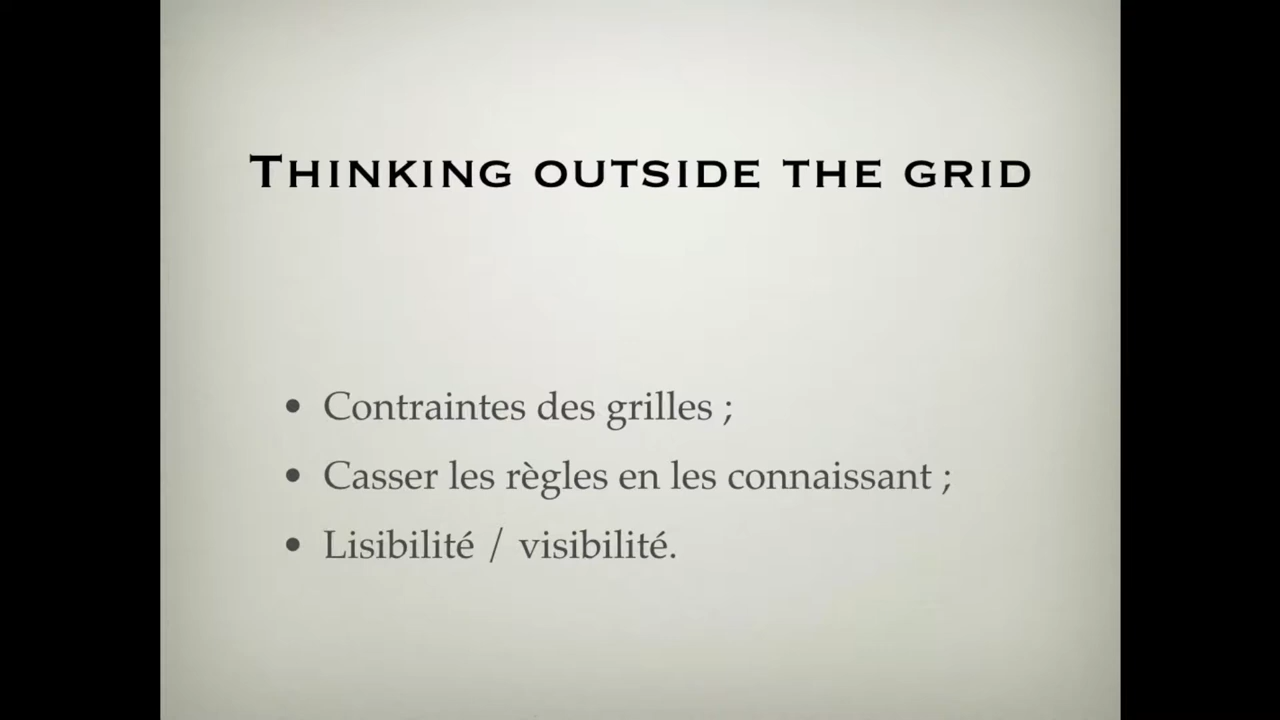 Thinking outside the grid
• Contraintes des grilles ;
• Casser les règles en les connaissant ;
• Lisibilité / visibilité.